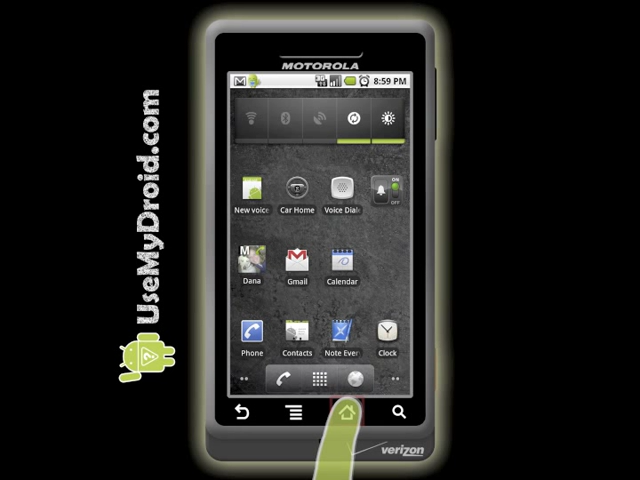 UseMyDroid.com
MOTOROLA
3G
8:59 PM
ON
OFF
New voice
Car Home
Voice Dial
M
Dana
Gmail
Calendar
Phone
Contacts
Note Ever
Clock
verizon